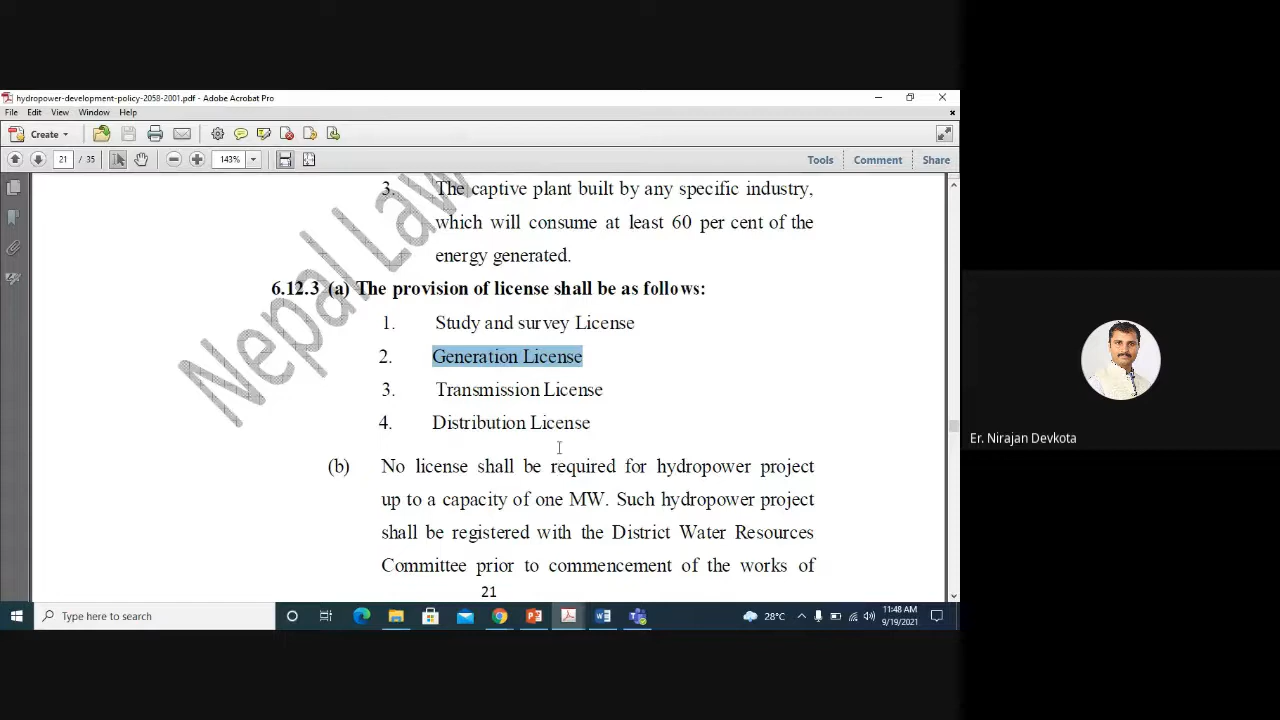 hydropower-development-policy-2058-2001.pdf - Adobe Acrobat Pro
File Edit View Window Help
Create
21 / 35 143% Tools Comment Share
3. The captive plant built by any specific industry,
which will consume at least 60 per cent of the
energy generated.
6.12.3 (a) The provision of license shall be as follows:
1. Study and survey License
2. Generation License
3. Transmission License
4. Distribution License
(b) No license shall be required for hydropower project
up to a capacity of one MW. Such hydropower project
shall be registered with the District Water Resources
Committee prior to commencement of the works of
21
Nepal Law
Er. Nirajan Devkota
Type here to search
28°C
11:48 AM
9/19/2021